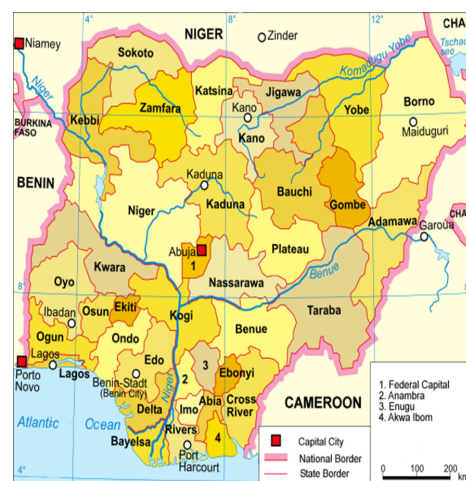 4°
8°
12°
NIGER
CHA
Niamey
Zinder
Tschad-
see
Sokoto
Komadugu Yobe
Niger
Katsina
Jigawa
Zamfara
Kano
Yobe
Borno
Kebbi
BURKINA
FASO
Kano
Maiduguri
BENIN
Kaduna
Bauchi
Gombe
Niger
Kaduna
Adamawa
CHA
Garoua
Abuja
1
Plateau
Kwara
Benue
Nassarawa
Oyo
8°
8°
Taraba
Ekiti
Osun
Kogi
Ibadan
Benue
Ogun
Ondo
Edo
3
Lagos
2
Ebonyi
Porto
Novo
Lagos
Benin-Stadt
(Benin City)
Niger
Abia
Cross
River
Imo
CAMEROON
Delta
Atlantic
Ocean
Rivers
4
Bayelsa
Port
Harcourt
4°
1. Federal Capital
2. Anambra
3. Enugu
4. Akwa Ibom
Capital City
National Border
State Border
0 100 200
km